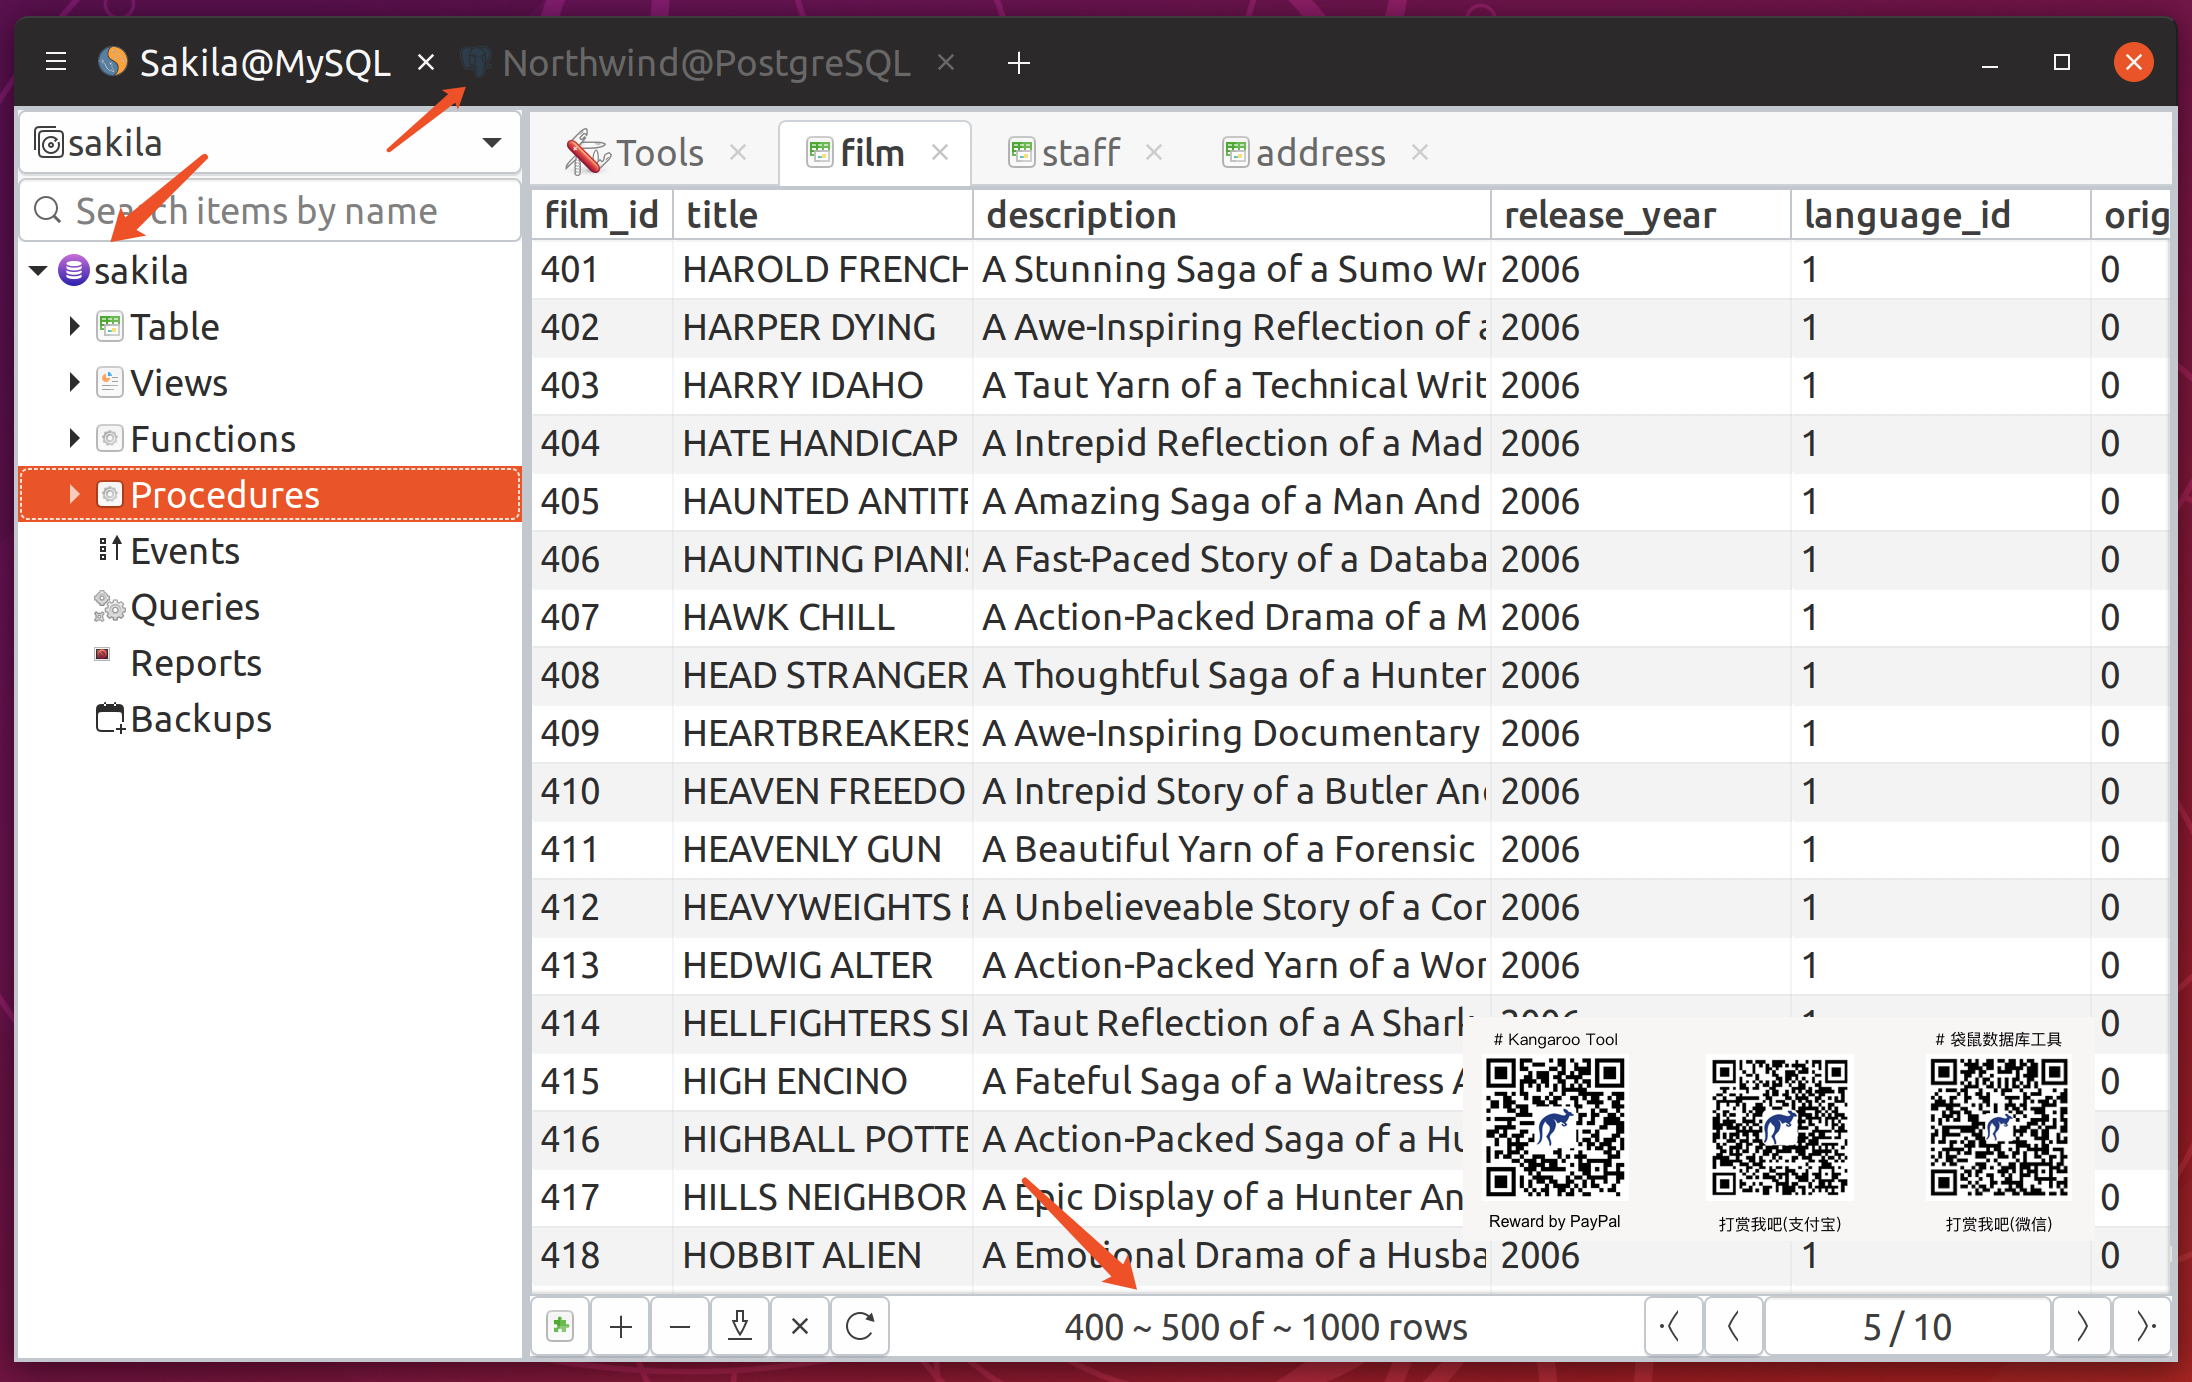 Sakila@MySQL
Northwind@PostgreSQL
sakila
Search items by name
sakila
Table
Views
Functions
Procedures
Events
Queries
Reports
Backups
Tools film staff address
film_id title description release_year language_id orig
401 HAROLD FRENCH A Stunning Saga of a Sumo Wr 2006 1 0
402 HARPER DYING A Awe-Inspiring Reflection of a 2006 1 0
403 HARRY IDAHO A Taut Yarn of a Technical Writ 2006 1 0
404 HATE HANDICAP A Intrepid Reflection of a Mad 2006 1 0
405 HAUNTED ANTIT A Amazing Saga of a Man And 2006 1 0
406 HAUNTING PIANIS A Fast-Paced Story of a Databa 2006 1 0
407 HAWK CHILL A Action-Packed Drama of a M 2006 1 0
408 HEAD STRANGER A Thoughtful Saga of a Hunter 2006 1 0
409 HEARTBREAKERS A Awe-Inspiring Documentary 2006 1 0
410 HEAVEN FREEDO A Intrepid Story of a Butler An 2006 1 0
411 HEAVENLY GUN A Beautiful Yarn of a Forensic 2006 1 0
412 HEAVYWEIGHTS A Unbelieveable Story of a Cor 2006 1 0
413 HEDWIG ALTER A Action-Packed Yarn of a Wor 2006 1 0
414 HELLFIGHTERS SI A Taut Reflection of a A Shark 2006 1 0
415 HIGH ENCINO A Fateful Saga of a Waitress A 0
416 HIGHBALL POTTE A Action-Packed Saga of a Hu 0
417 HILLS NEIGHBOR A Epic Display of a Hunter An 0
418 HOBBIT ALIEN A Emotional Drama of a Husba 2006 1 0
# Kangaroo Tool
Reward by PayPal
打赏我吧(支付宝)
# 袋鼠数据库工具
打赏我吧(微信)
400 ~ 500 of ~ 1000 rows
5 / 10